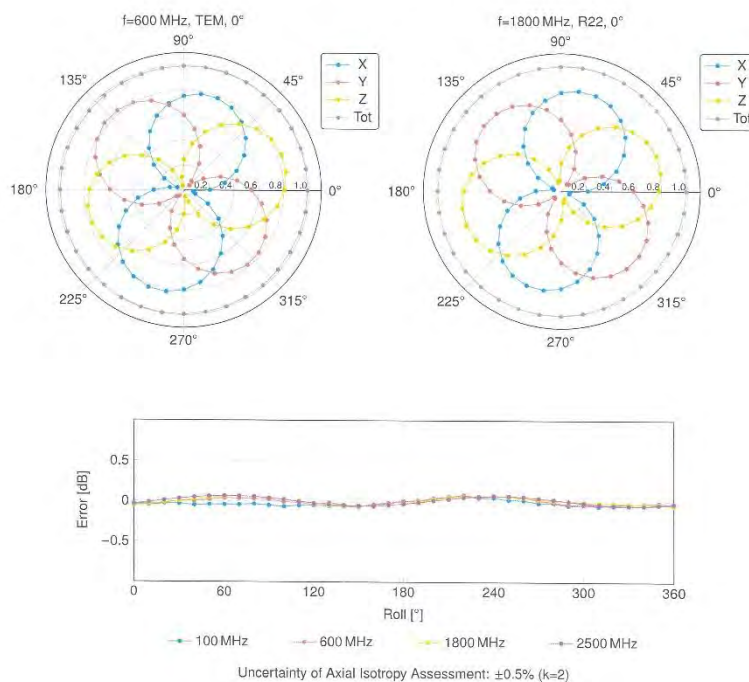 f=600 MHz, TEM, 0°
90°
135°
45°
X
Y
Z
Tot
180°
0.2 0.4 0.6 0.8 1.0
0°
225°
315°
270°
f=1800 MHz, R22, 0°
90°
135°
45°
X
Y
Z
Tot
180°
0.2 0.4 0.6 0.8 1.0
0°
225°
315°
270°
0.5
0
−0.5
Error [dB]
0 60 120 180 240 300 360
Roll [°]
100 MHz 600 MHz 1800 MHz 2500 MHz
Uncertainty of Axial Isotropy Assessment: ±0.5% (k=2)